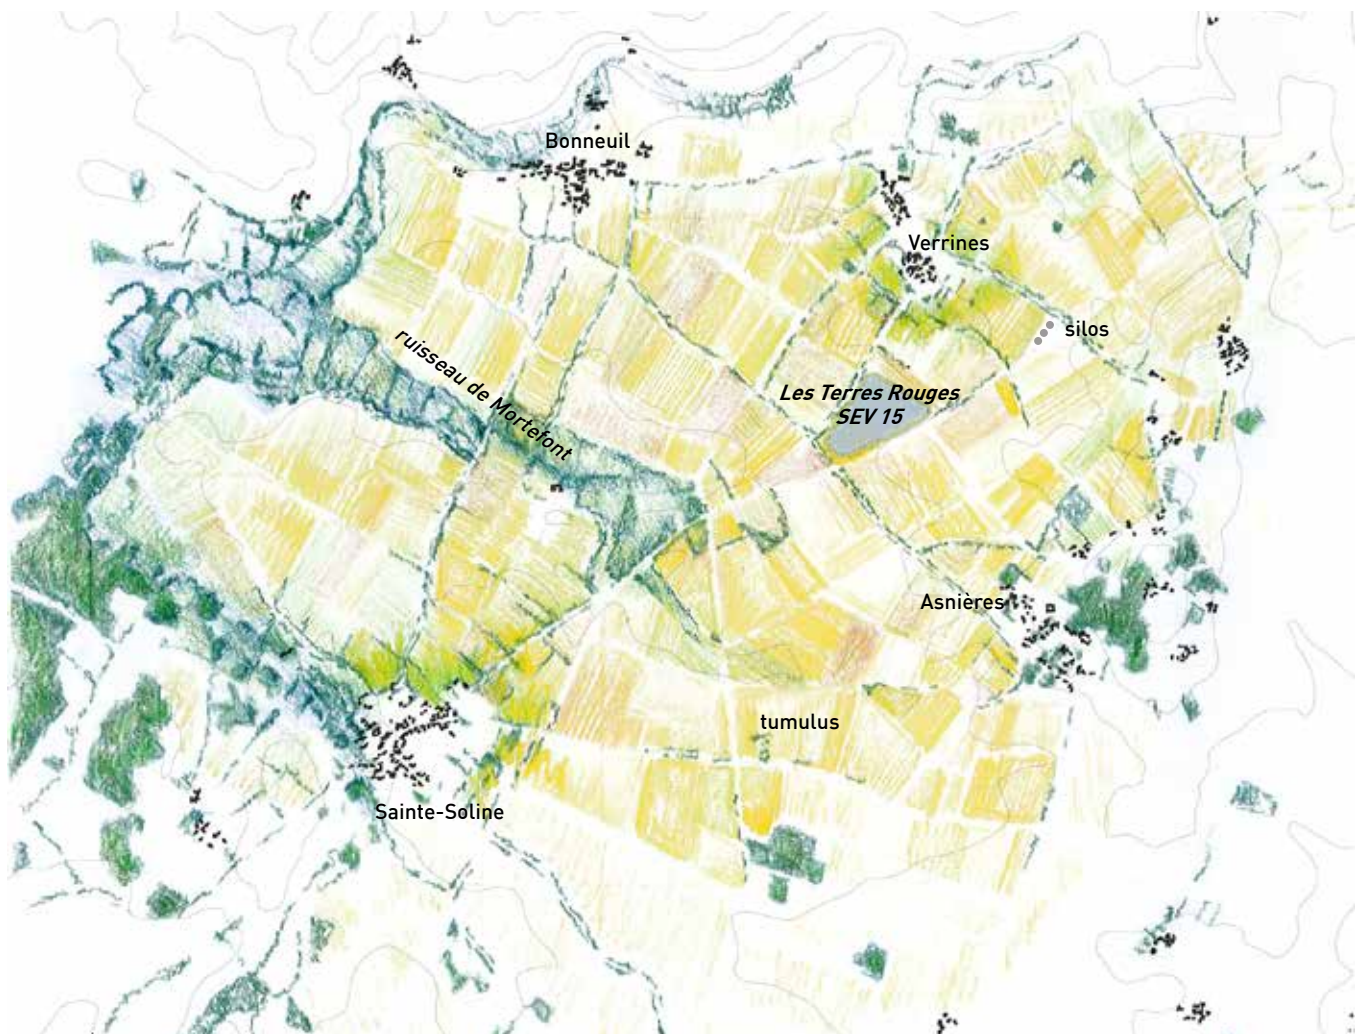 Bonneuil
Verrines
silos
ruisseau de Mortefont
Les Terres Rouges
SEV 15
Asnières
tumulus
Sainte-Soline